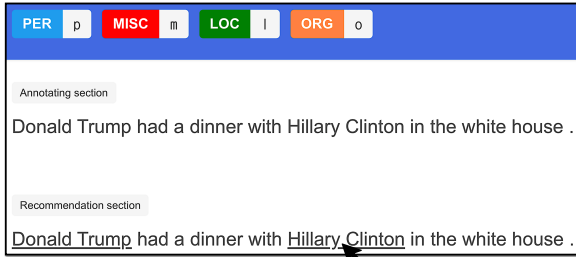 PER p MISC m LOC l ORG o
Annotating section
Donald Trump had a dinner with Hillary Clinton in the white house .
Recommendation section
Donald Trump had a dinner with Hillary Clinton in the white house .